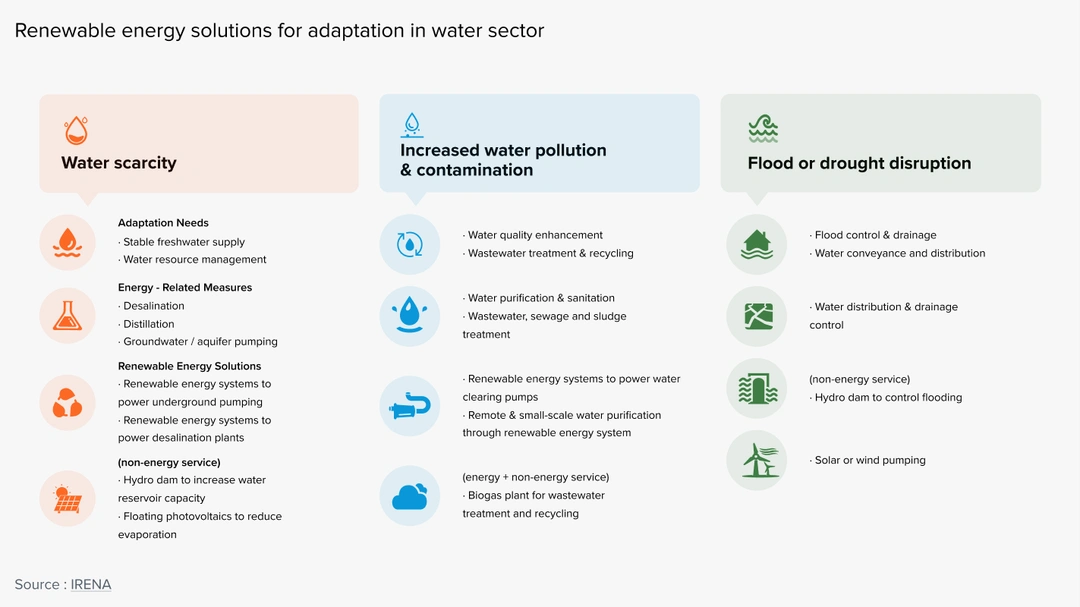 Renewable energy solutions for adaptation in water sector
Water scarcity
Adaptation Needs
· Stable freshwater supply
· Water resource management
Energy - Related Measures
· Desalination
· Distillation
· Groundwater / aquifer pumping
Renewable Energy Solutions
· Renewable energy systems to
power underground pumping
· Renewable energy systems to
power desalination plants
(non-energy service)
· Hydro dam to increase water
reservoir capacity
· Floating photovoltaics to reduce
evaporation
Increased water pollution
& contamination
· Water quality enhancement
· Wastewater treatment & recycling
· Water purification & sanitation
· Wastewater, sewage and sludge
treatment
· Renewable energy systems to power water
clearing pumps
· Remote & small-scale water purification
through renewable energy system
(energy + non-energy service)
· Biogas plant for wastewater
treatment and recycling
Flood or drought disruption
· Flood control & drainage
· Water conveyance and distribution
· Water distribution & drainage
control
(non-energy service)
· Hydro dam to control flooding
· Solar or wind pumping
Source : IRENA